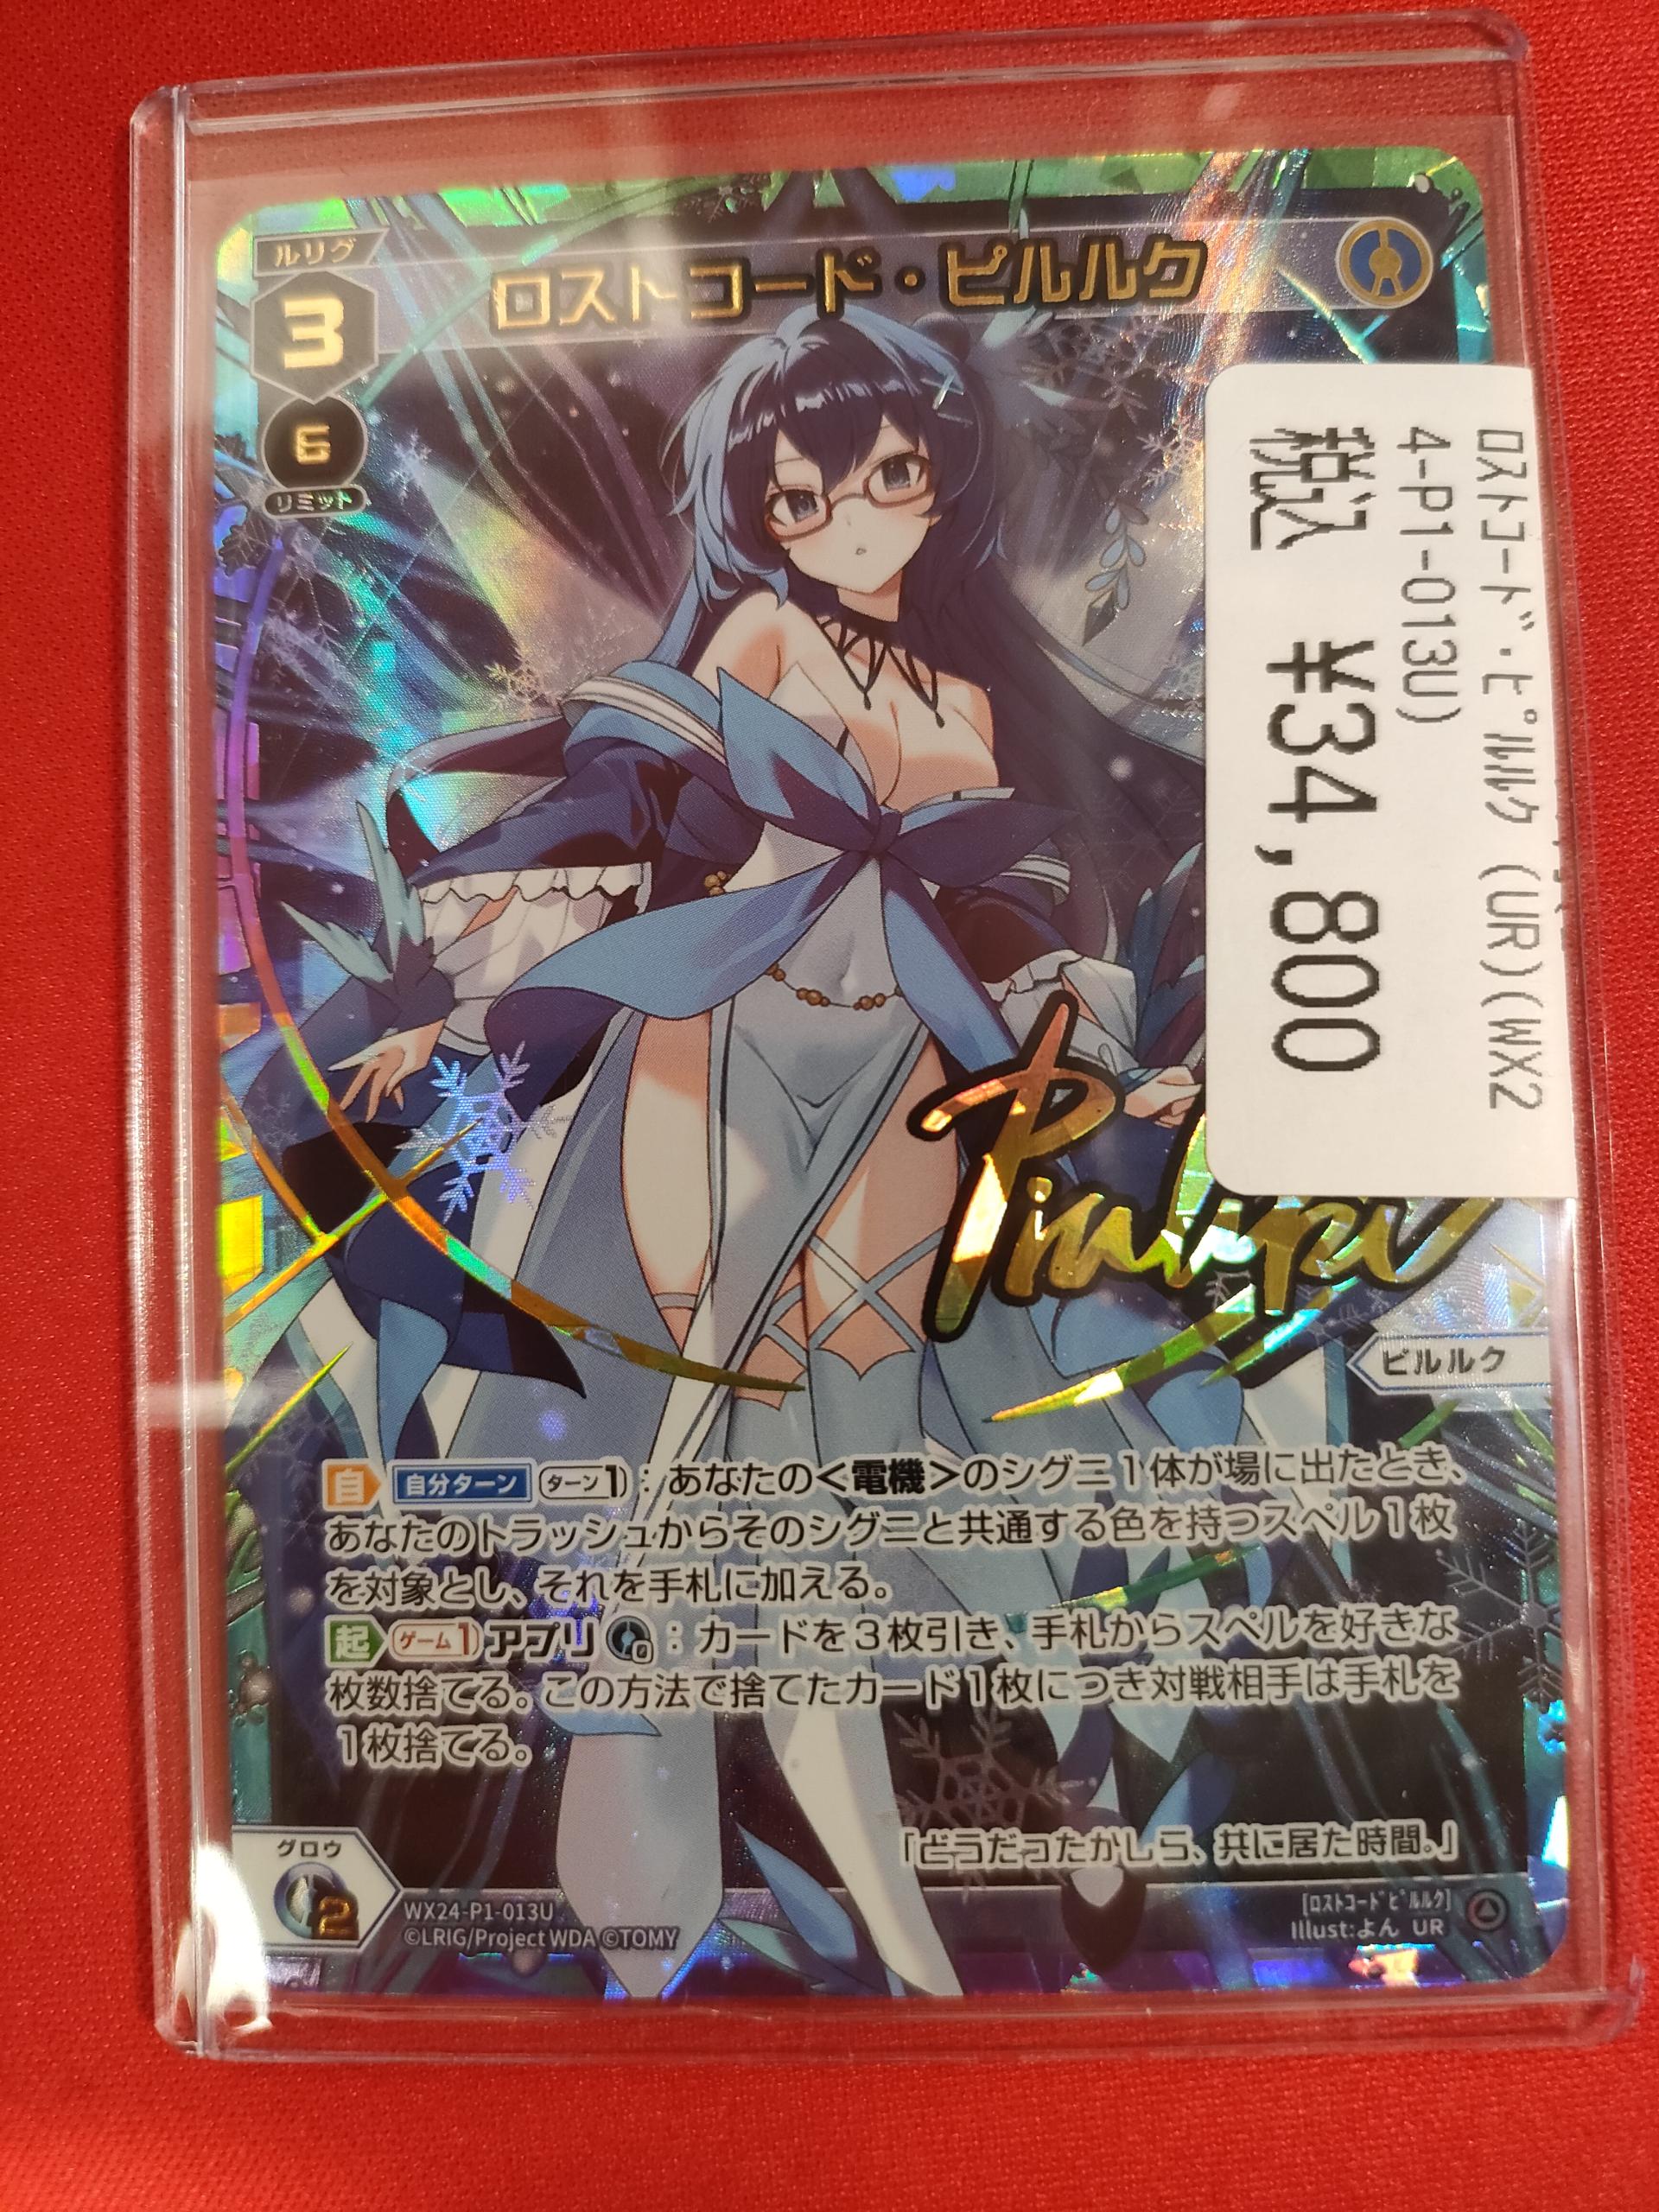 ルリグ
ロストコード・ピルルク
3
6
リミット
ロストコード・ピルルク (UR)(WX2
4-P1-013U)
税込 ¥34,800
ピルルク
自 自分ターン ターン1：あなたの＜電機＞のシグニ１体が場に出たとき、
あなたのトラッシュからそのシグニと共通する色を持つスペル１枚
を対象とし、それを手札に加える。
起 ゲーム1 アプリ 0：カードを３枚引き、手札からスペルを好きな
枚数捨てる。この方法で捨てたカード１枚につき対戦相手は手札を
１枚捨てる。
「どうだったかしら、共に居た時間。」
グロウ
2
WX24-P1-013U
©LRIG/Project WDA ©TOMY
[ロストコードピルルク]
Illust:よん UR